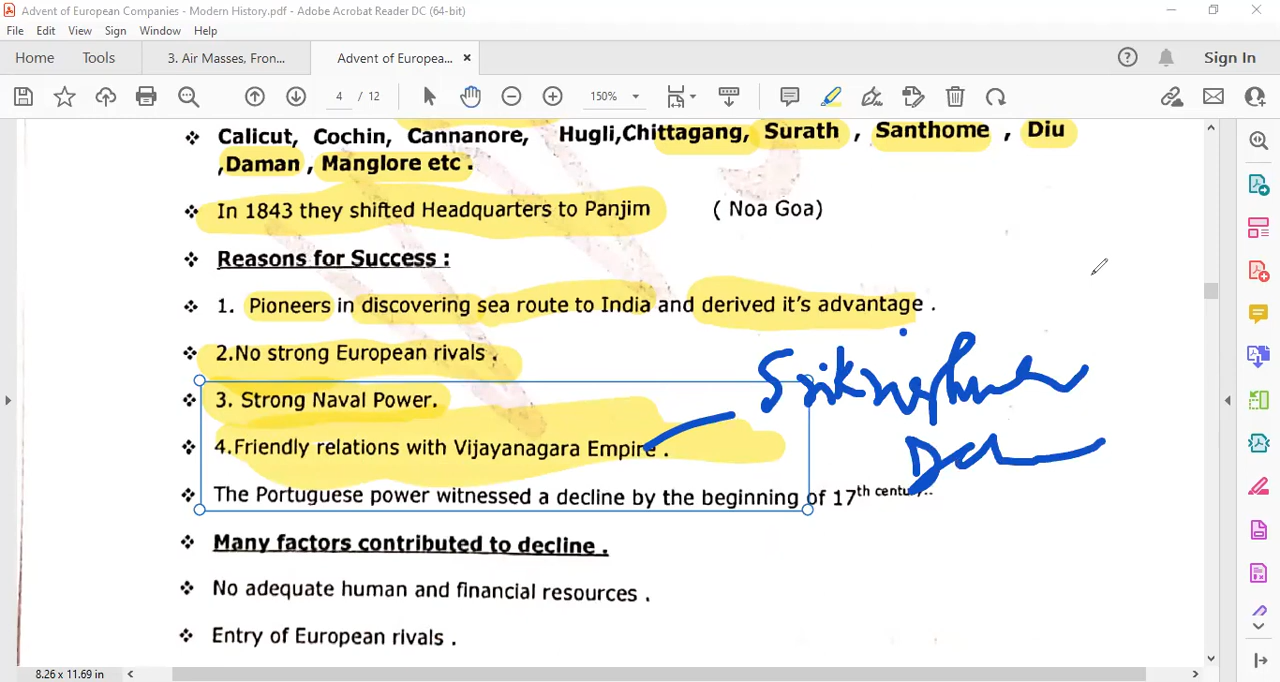 Advent of European Companies - Modern History.pdf - Adobe Acrobat Reader DC (64-bit)
File Edit View Sign Window Help
Home Tools 3. Air Masses, Fron... Advent of Europea... × Sign In
4 / 12 150%
Calicut, Cochin, Cannanore, Hugli,Chittagang, Surath , Santhome , Diu
,Daman , Manglore etc .
In 1843 they shifted Headquarters to Panjim ( Noa Goa)
Reasons for Success :
1. Pioneers in discovering sea route to India and derived it's advantage .
2.No strong European rivals .
3. Strong Naval Power.
4.Friendly relations with Vijayanagara Empire .
The Portuguese power witnessed a decline by the beginning of 17th century..
Many factors contributed to decline .
No adequate human and financial resources .
Entry of European rivals .
8.26 x 11.69 in